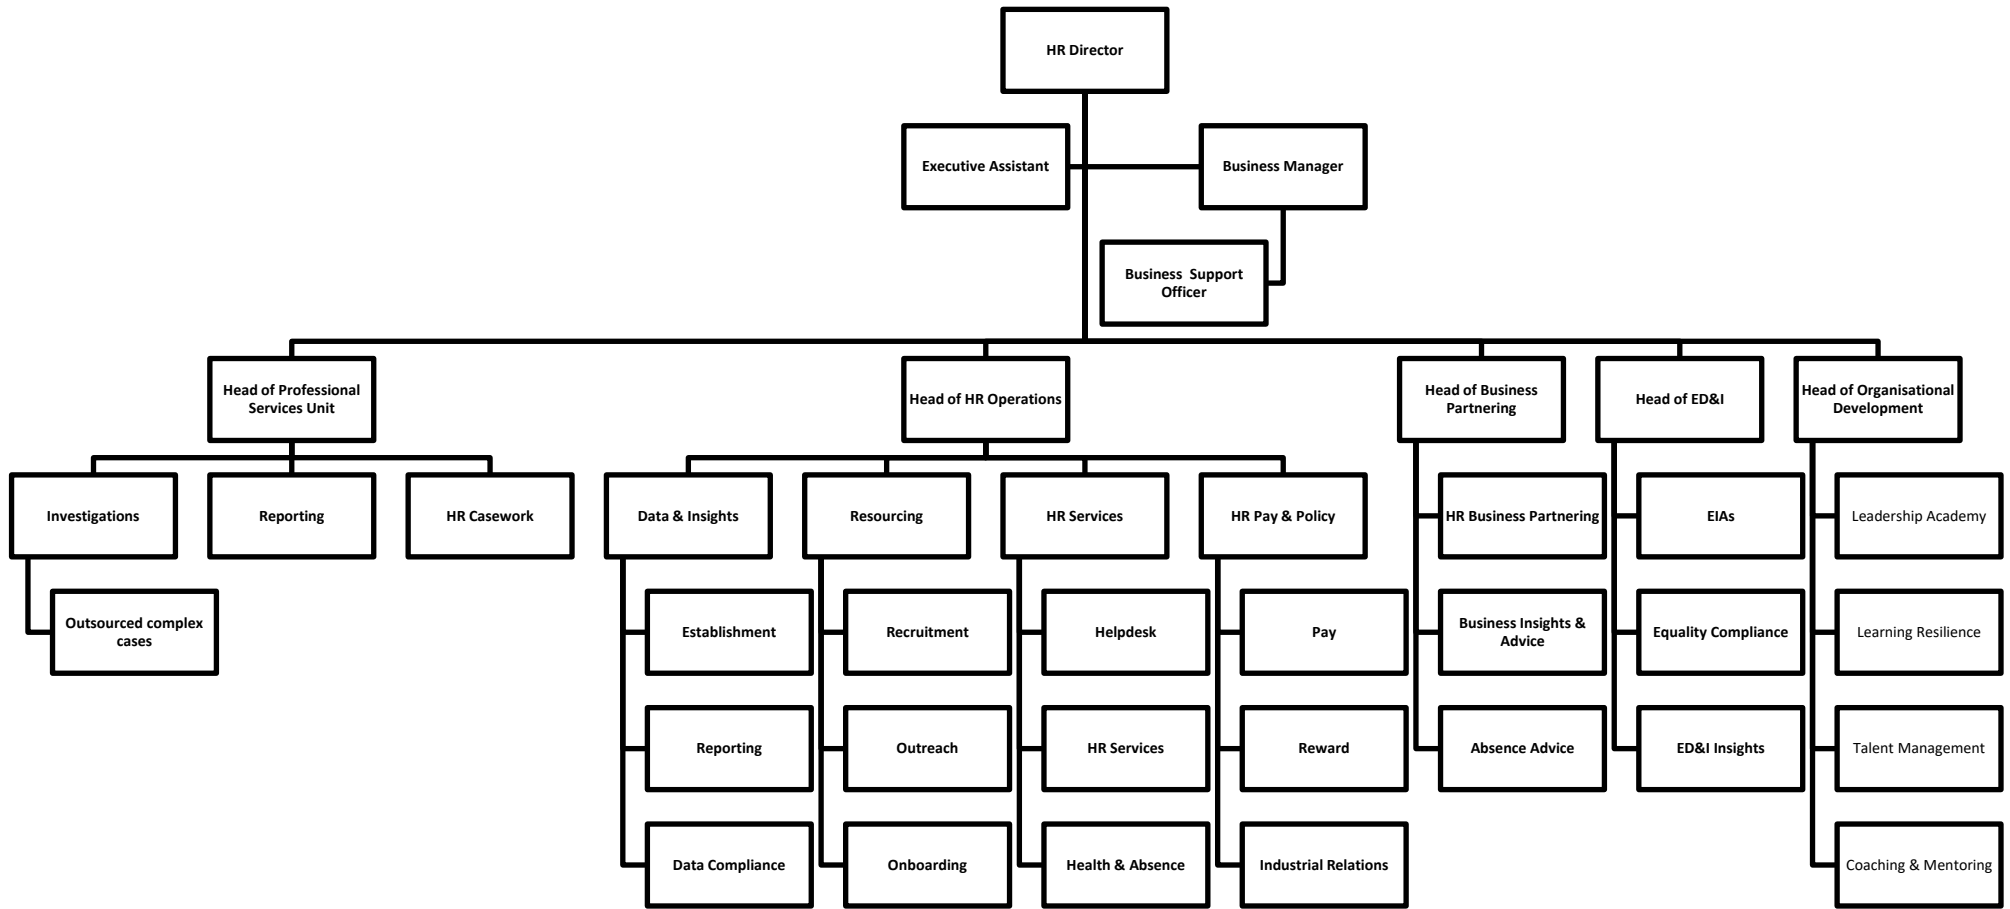 HR Director
Executive Assistant
Business Manager
Business Support
Officer
Head of Professional
Services Unit
Head of HR Operations
Head of Business
Partnering
Head of ED&I
Head of Organisational
Development
Investigations
Reporting
HR Casework
Data & Insights
Resourcing
HR Services
HR Pay & Policy
HR Business Partnering
EIAs
Leadership Academy
Outsourced complex
cases
Establishment
Recruitment
Helpdesk
Pay
Business Insights &
Advice
Equality Compliance
Learning Resilience
Reporting
Outreach
HR Services
Reward
Absence Advice
ED&I Insights
Talent Management
Data Compliance
Onboarding
Health & Absence
Industrial Relations
Coaching & Mentoring